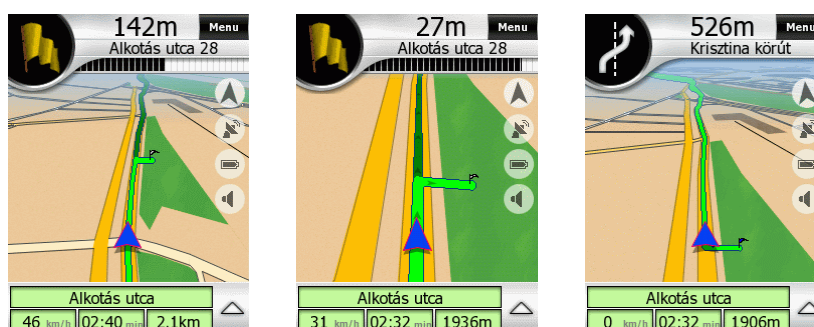 142m Menu
Alkotás utca 28
Alkotás utca
46 km/h 02:40 min 2.1km
27m Menu
Alkotás utca 28
Alkotás utca
31 km/h 02:32 min 1936m
526m Menu
Krisztina körút
Alkotás utca
0 km/h 02:32 min 1906m